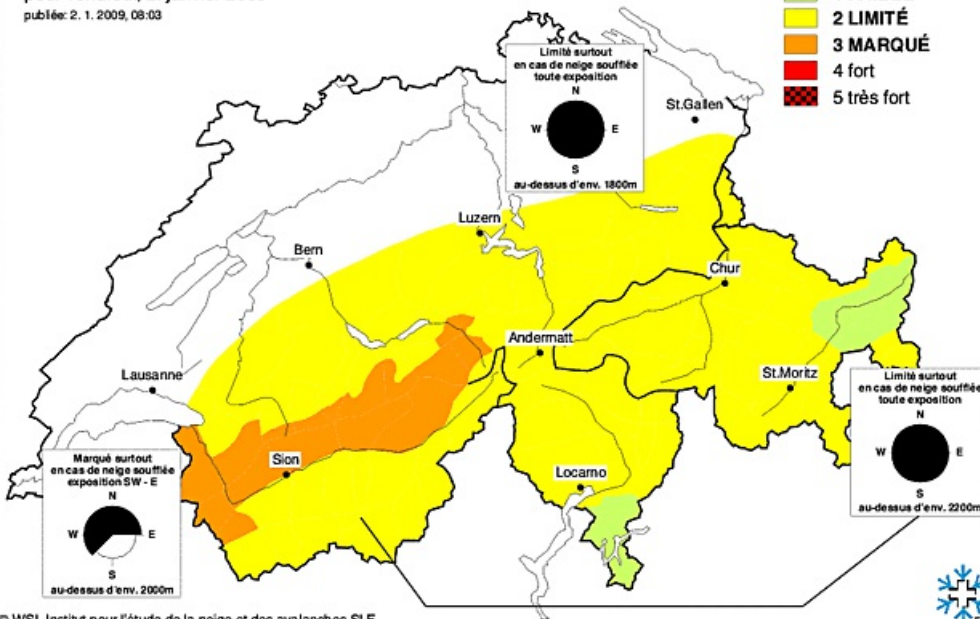 publiée: 2. 1. 2009, 08:03
2 LIMITÉ
3 MARQUÉ
4 fort
5 très fort
Limité surtout
en cas de neige soufflée
toute exposition
N
W
E
S
au-dessus d'env. 1800m
St.Gallen
Luzern
Bern
Chur
Andermatt
Lausanne
St.Moritz
Limité surtout
en cas de neige soufflée
toute exposition
N
W
E
S
au-dessus d'env. 2200m
Marqué surtout
en cas de neige soufflée
exposition SW - E
N
W
E
S
au-dessus d'env. 2000m
Sion
Locarno
© WSL Institut pour l'étude de la neige et des avalanches SLF